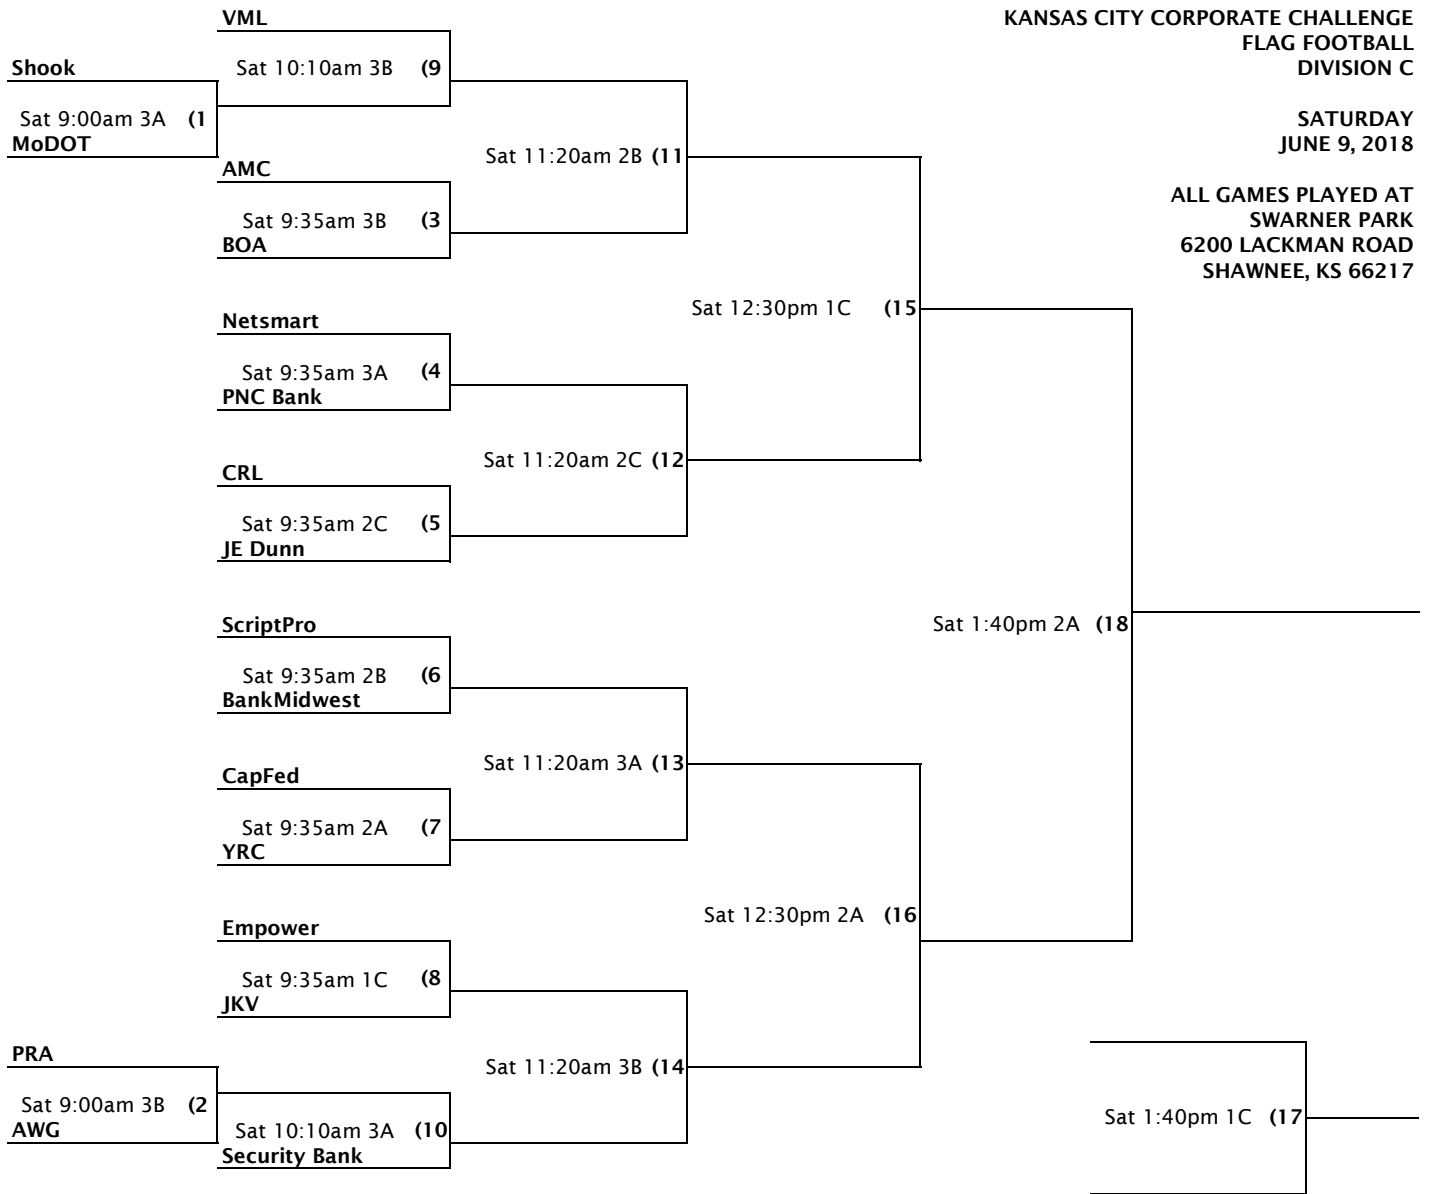 VML
KANSAS CITY CORPORATE CHALLENGE
FLAG FOOTBALL
DIVISION C
SATURDAY
JUNE 9, 2018
ALL GAMES PLAYED AT
SWARNER PARK
6200 LACKMAN ROAD
SHAWNEE, KS 66217
Shook
Sat 10:10am 3B (9
Sat 9:00am 3A (1
MoDOT
Sat 11:20am 2B (11
AMC
Sat 9:35am 3B (3
BOA
Sat 12:30pm 1C (15
Netsmart
Sat 9:35am 3A (4
PNC Bank
Sat 11:20am 2C (12
CRL
Sat 9:35am 2C (5
JE Dunn
ScriptPro
Sat 1:40pm 2A (18
Sat 9:35am 2B (6
BankMidwest
Sat 11:20am 3A (13
CapFed
Sat 9:35am 2A (7
YRC
Sat 12:30pm 2A (16
Empower
Sat 9:35am 1C (8
JKV
PRA
Sat 11:20am 3B (14
Sat 9:00am 3B (2
AWG
Sat 1:40pm 1C (17
Sat 10:10am 3A (10
Security Bank